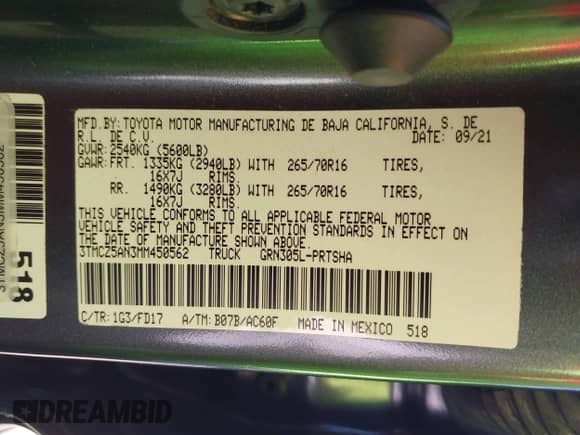 MFD.BY:TOYOTA MOTOR MANUFACTURING DE BAJA CALIFORNIA, S. DE
R.L. DE C.V. DATE: 09/21
GVWR:2540KG (5600LB)
GAWR:FRT. 1335KG (2940LB) WITH 265/70R16 TIRES,
16X7J RIMS.
RR. 1490KG (3280LB) WITH 265/70R16 TIRES,
16X7J RIMS.
THIS VEHICLE CONFORMS TO ALL APPLICABLE FEDERAL MOTOR
VEHICLE SAFETY AND THEFT PREVENTION STANDARDS IN EFFECT ON
THE DATE OF MANUFACTURE SHOWN ABOVE.
3TMCZ5AN3MM450562 TRUCK GRN305L-PRTSHA
C/TR:1G3/FD17 A/TM:B07B/AC60F MADE IN MEXICO 518
3TMCZ5AN3MM450562
518
DREAMBID